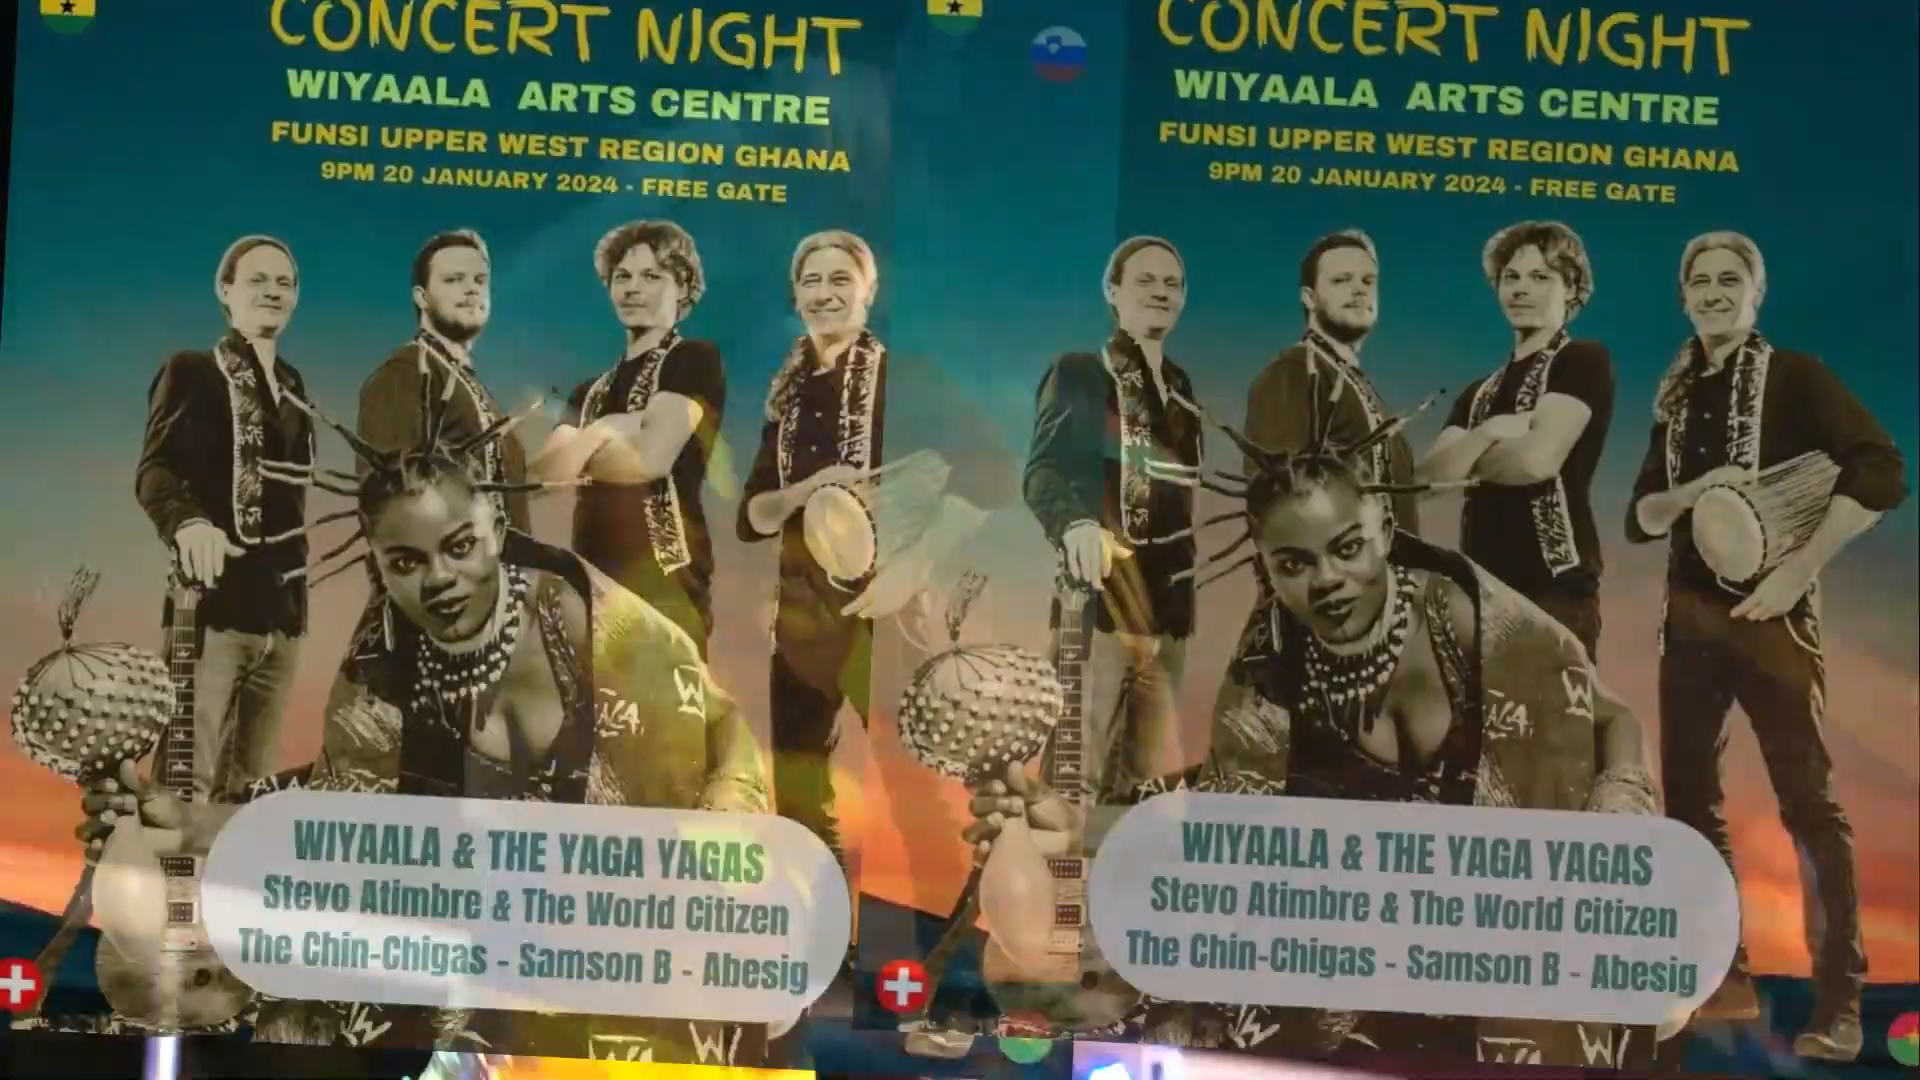 CONCERT NIGHT
WIYAALA ARTS CENTRE
FUNSI UPPER WEST REGION GHANA
9PM 20 JANUARY 2024 - FREE GATE
WIYAALA & THE YAGA YAGAS
Stevo Atimbre & The World Citizen
The Chin-Chigas - Samson B - Abesig
CONCERT NIGHT
WIYAALA ARTS CENTRE
FUNSI UPPER WEST REGION GHANA
9PM 20 JANUARY 2024 - FREE GATE
WIYAALA & THE YAGA YAGAS
Stevo Atimbre & The World Citizen
The Chin-Chigas - Samson B - Abesig